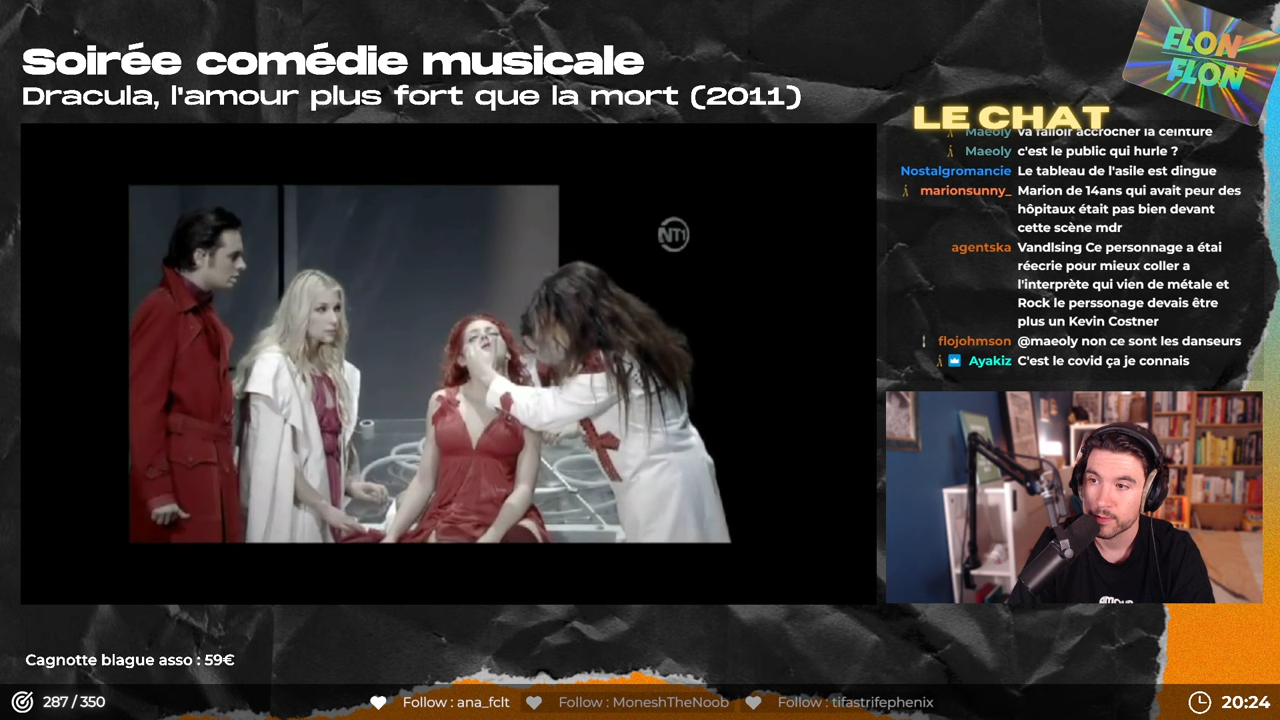 Soirée comédie musicale
Dracula, l'amour plus fort que la mort (2011)
FLON
FLON
LE CHAT
Maeoly va falloir accrocher la ceinture
Maeoly c'est le public qui hurle ?
Nostalgromancie Le tableau de l'asile est dingue
marionsunny_ Marion de 14ans qui avait peur des
hôpitaux était pas bien devant
cette scène mdr
agentska Vandlsing Ce personnage a étai
réecrie pour mieux coller a
l'interprète qui vien de métale et
Rock le perssonage devais être
plus un Kevin Costner
flojohmson @maeoly non ce sont les danseurs
Ayakiz C'est le covid ça je connais
NT1
Cagnotte blague asso : 59€
287 / 350
Follow : ana_fclt
Follow : MoneshTheNoob
Follow : tifastrifephenix
20:24